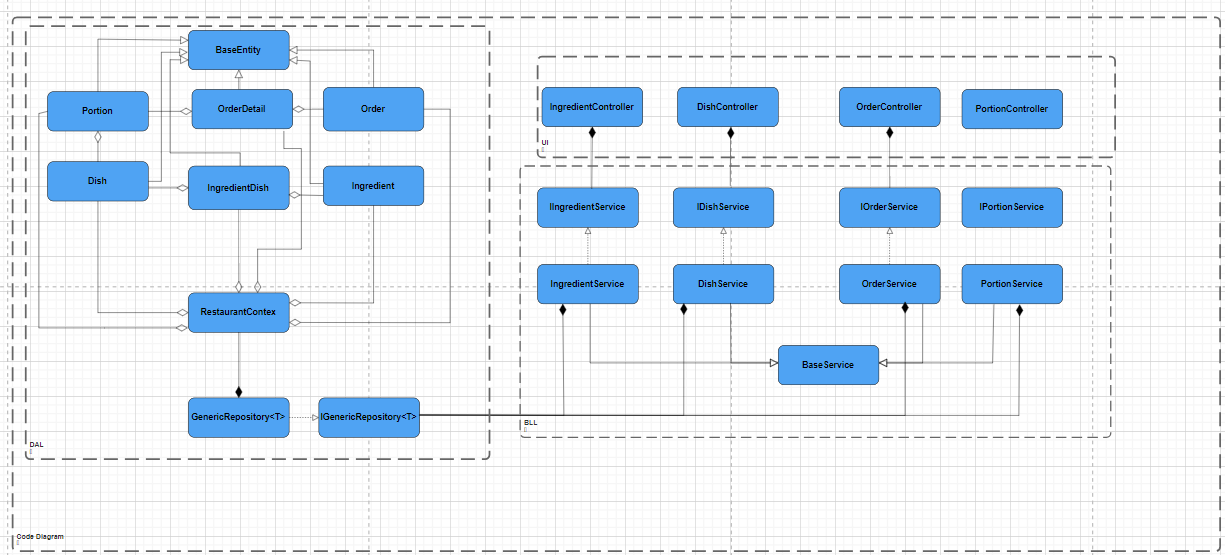 BaseEntity
Portion
OrderDetail
Order
Dish
IngredientDish
Ingredient
RestaurantContex
GenericRepository<T>
IGenericRepository<T>
DAL
IngredientController
DishController
OrderController
PortionController
UI
IIngredientService
IDishService
IOrderService
IPortionService
IngredientService
DishService
OrderService
PortionService
BaseService
BLL
Code Diagram